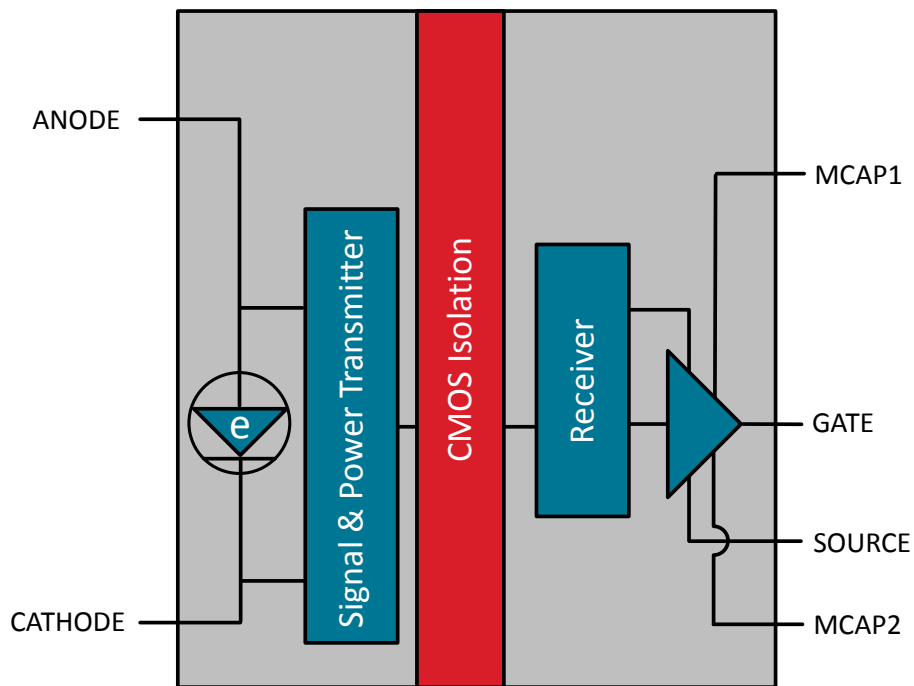 ANODE
MCAP1
Signal & Power Transmitter
CMOS Isolation
Receiver
e
GATE
SOURCE
CATHODE
MCAP2